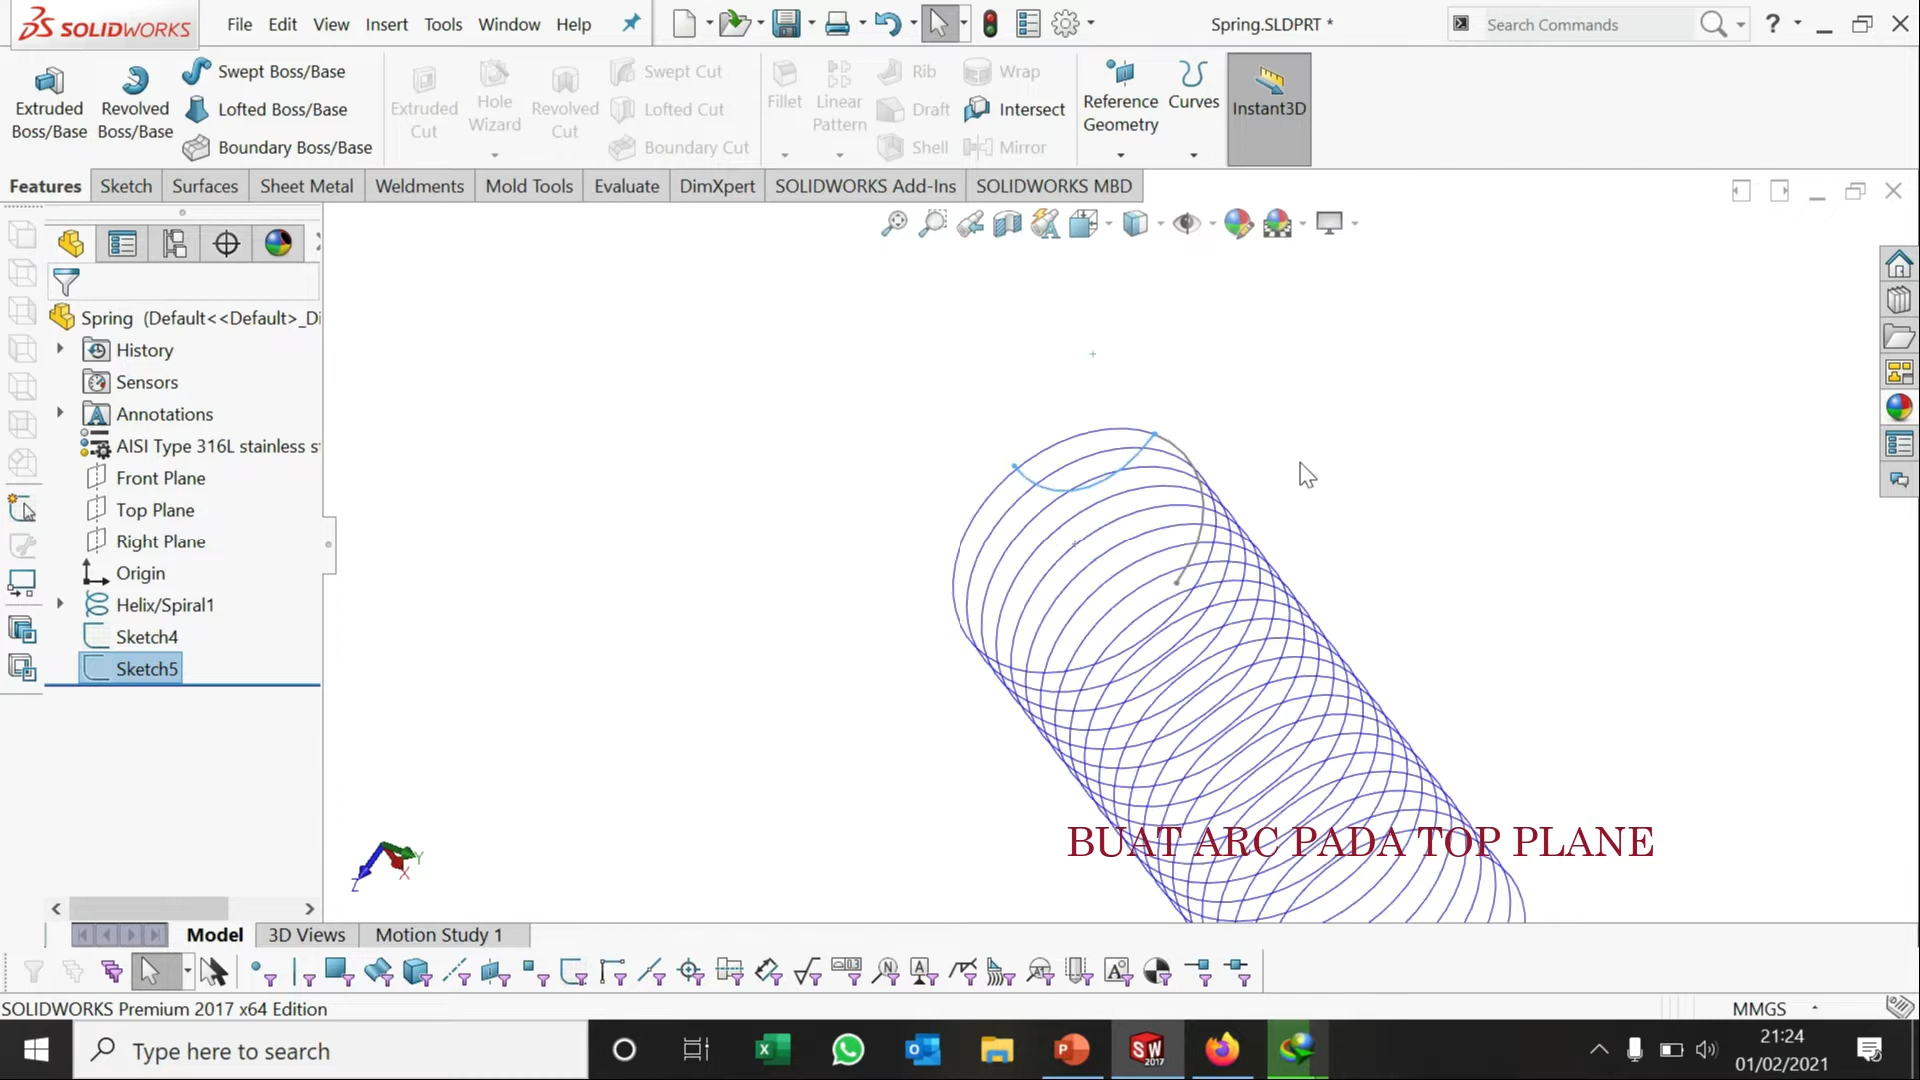 SOLIDWORKS
File Edit View Insert Tools Window Help
Spring.SLDPRT *
Search Commands
?
Extruded Boss/Base
Revolved Boss/Base
Swept Boss/Base
Lofted Boss/Base
Boundary Boss/Base
Extruded Cut
Hole Wizard
Revolved Cut
Swept Cut
Lofted Cut
Boundary Cut
Fillet
Linear Pattern
Rib
Draft
Shell
Wrap
Intersect
Mirror
Reference Geometry
Curves
Instant3D
Features Sketch Surfaces Sheet Metal Weldments Mold Tools Evaluate DimXpert SOLIDWORKS Add-Ins SOLIDWORKS MBD
Spring (Default<<Default>_Di
History
Sensors
Annotations
AISI Type 316L stainless s
Front Plane
Top Plane
Right Plane
Origin
Helix/Spiral1
Sketch4
Sketch5
BUAT ARC PADA TOP PLANE
Y
X
Z
Model 3D Views Motion Study 1
SOLIDWORKS Premium 2017 x64 Edition
MMGS
Type here to search
SW 2017
21:24
01/02/2021